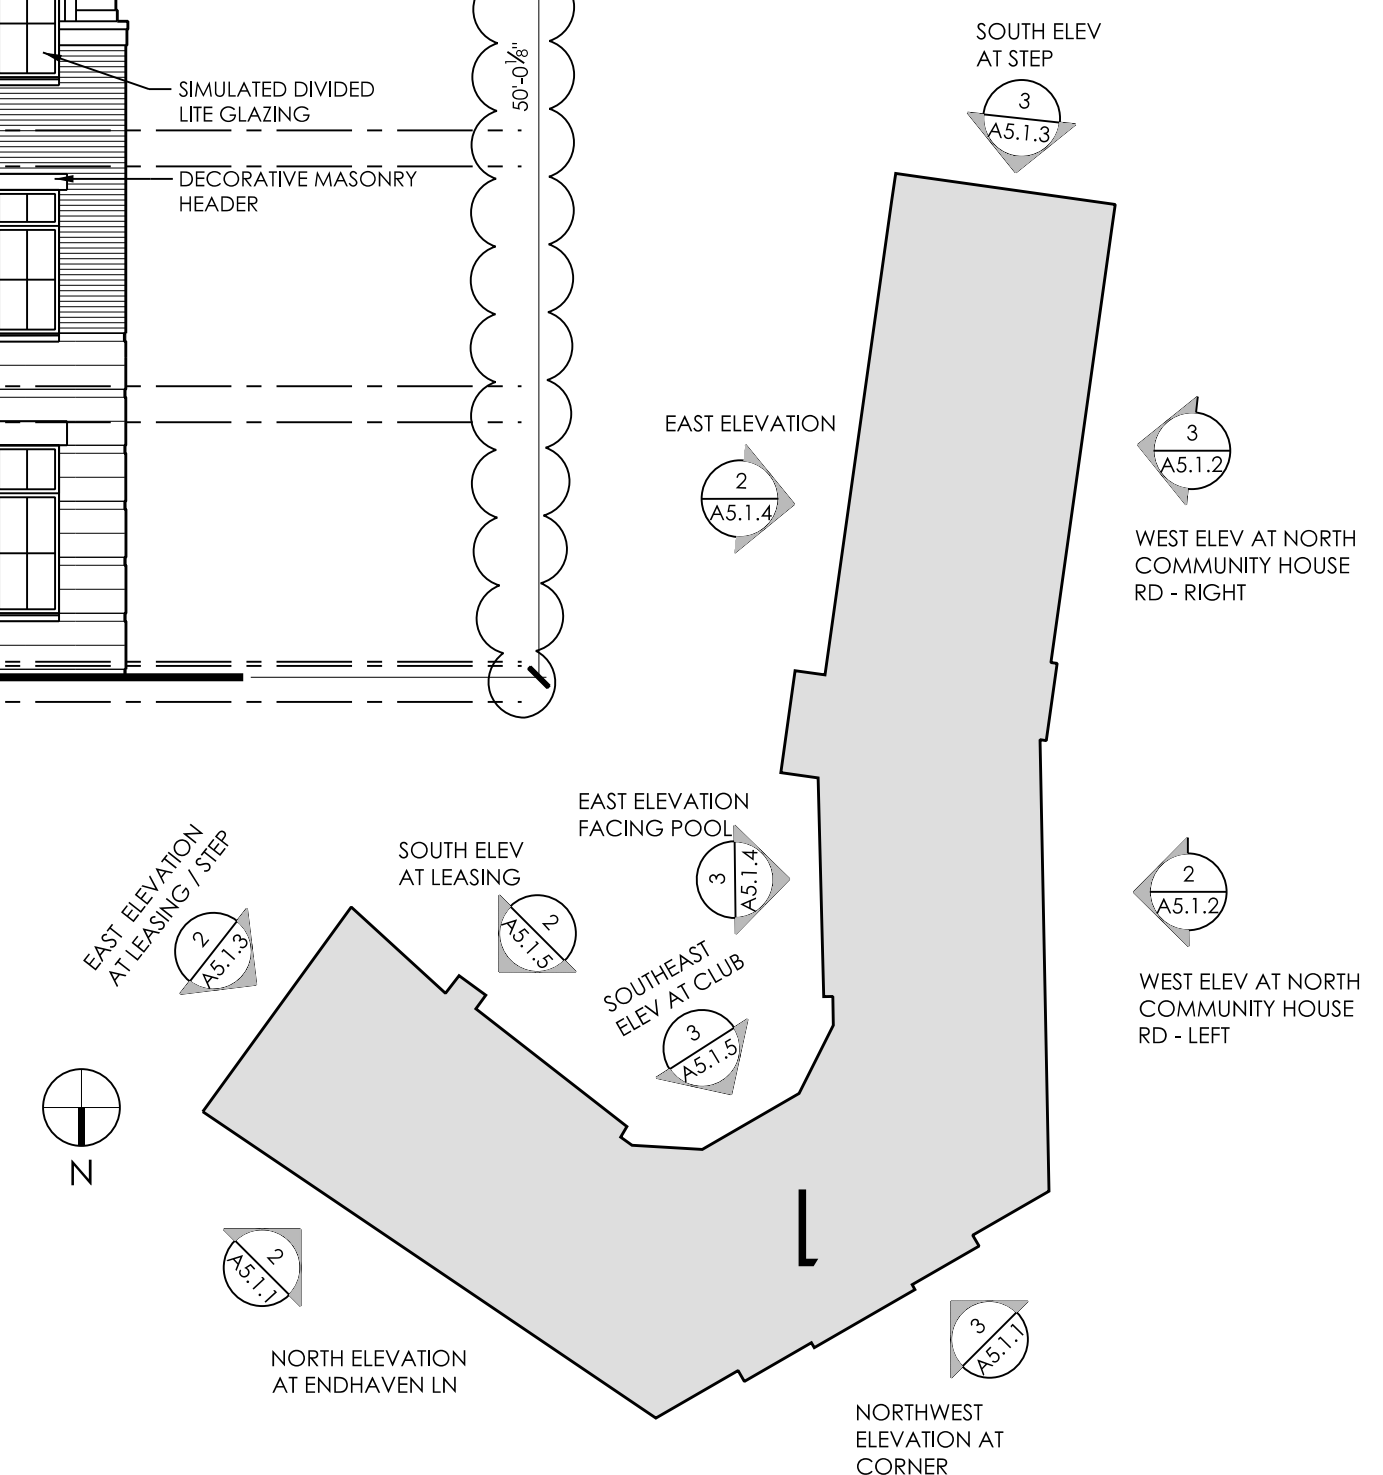 SIMULATED DIVIDED
LITE GLAZING
DECORATIVE MASONRY
HEADER
50'-0⅛"
SOUTH ELEV
AT STEP
3
A5.1.3
EAST ELEVATION
2
A5.1.4
3
A5.1.2
WEST ELEV AT NORTH
COMMUNITY HOUSE
RD - RIGHT
EAST ELEVATION
FACING POOL
3
A5.1.4
SOUTH ELEV
AT LEASING
2
A5.1.5
EAST ELEVATION
AT LEASING / STEP
2
A5.1.3
SOUTHEAST
ELEV AT CLUB
3
A5.1.5
2
A5.1.2
WEST ELEV AT NORTH
COMMUNITY HOUSE
RD - LEFT
N
2
A5.1.1
NORTH ELEVATION
AT ENDHAVEN LN
3
A5.1.1
NORTHWEST
ELEVATION AT
CORNER